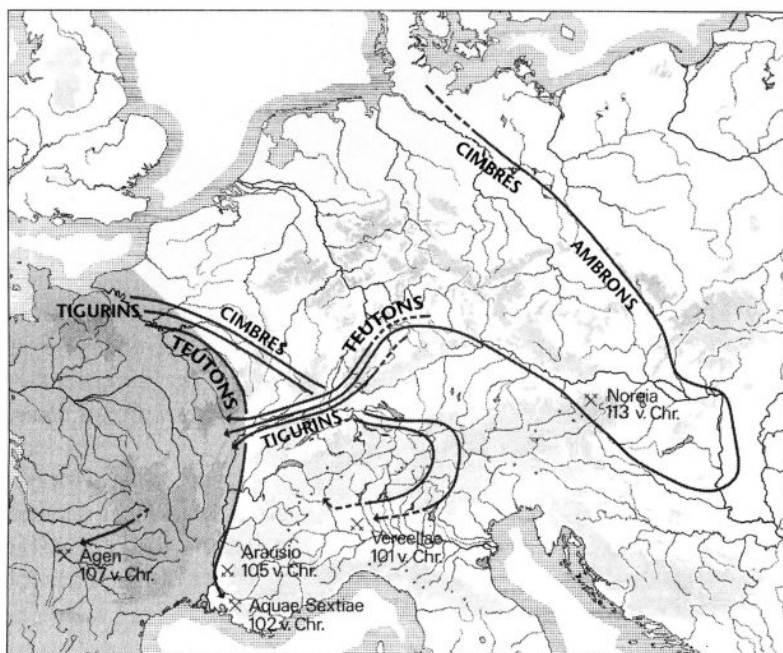 CIMBRES
AMBRONS
TIGURINS
CIMBRES
TEUTONS
TEUTONS
TIGURINS
Noreia
113 v. Chr.
Agen
107 v. Chr.
Arausio
105 v. Chr.
Vercellae
101 v. Chr.
Aquae Sextiae
102 v. Chr.